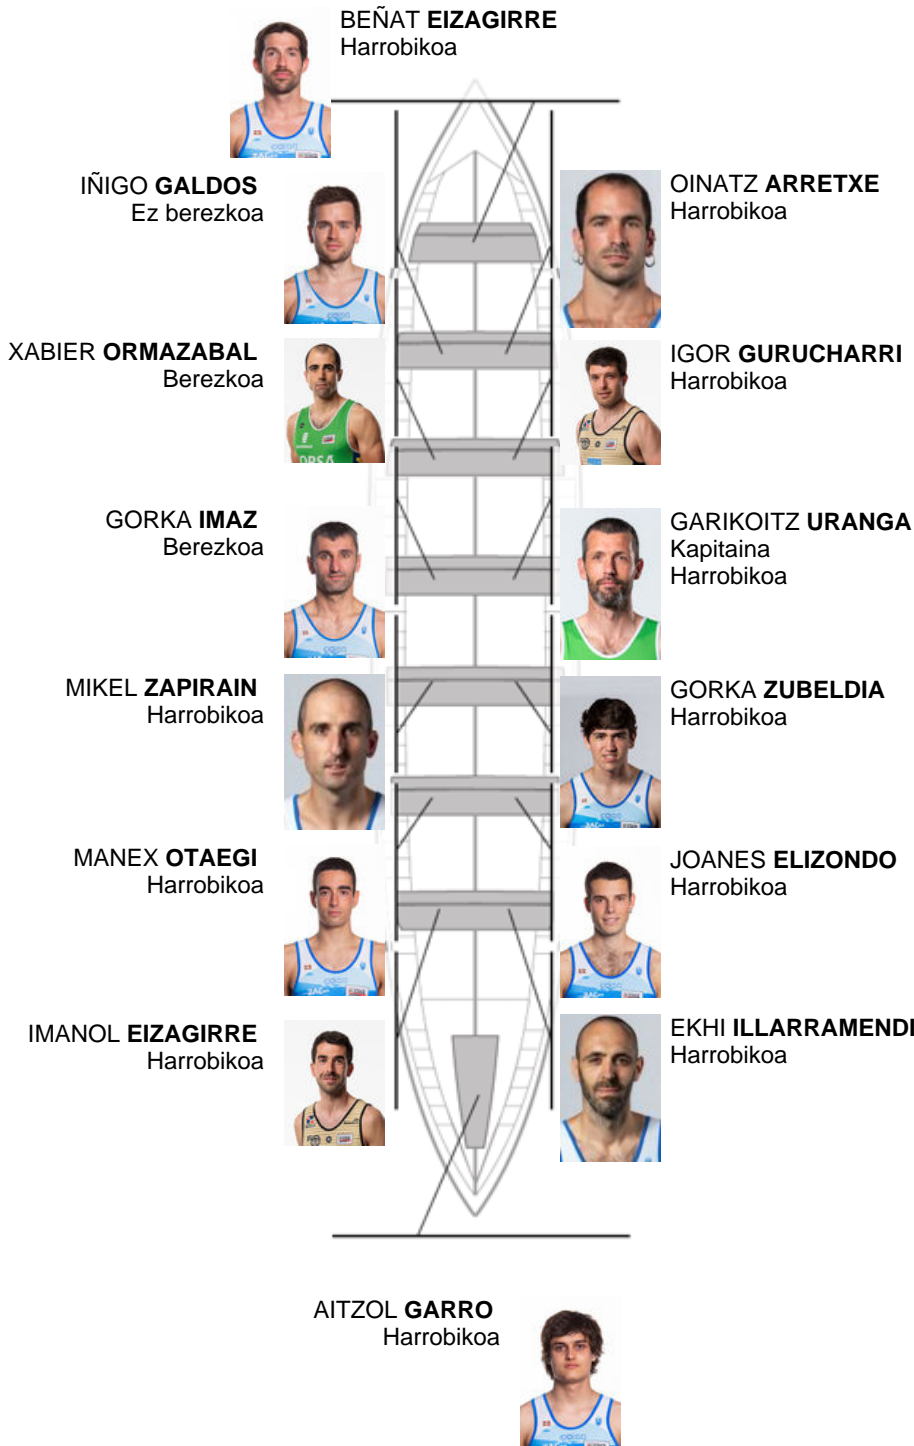 BEÑAT EIZAGIRRE
Harrobikoa
IÑIGO GALDOS
Ez berezkoa
OINATZ ARRETXE
Harrobikoa
XABIER ORMAZABAL
Berezkoa
IGOR GURUCHARRI
Harrobikoa
GORKA IMAZ
Berezkoa
GARIKOITZ URANGA
Kapitaina
Harrobikoa
MIKEL ZAPIRAIN
Harrobikoa
GORKA ZUBELDIA
Harrobikoa
MANEX OTAEGI
Harrobikoa
JOANES ELIZONDO
Harrobikoa
IMANOL EIZAGIRRE
Harrobikoa
EKHI ILLARRAMENDI
Harrobikoa
AITZOL GARRO
Harrobikoa